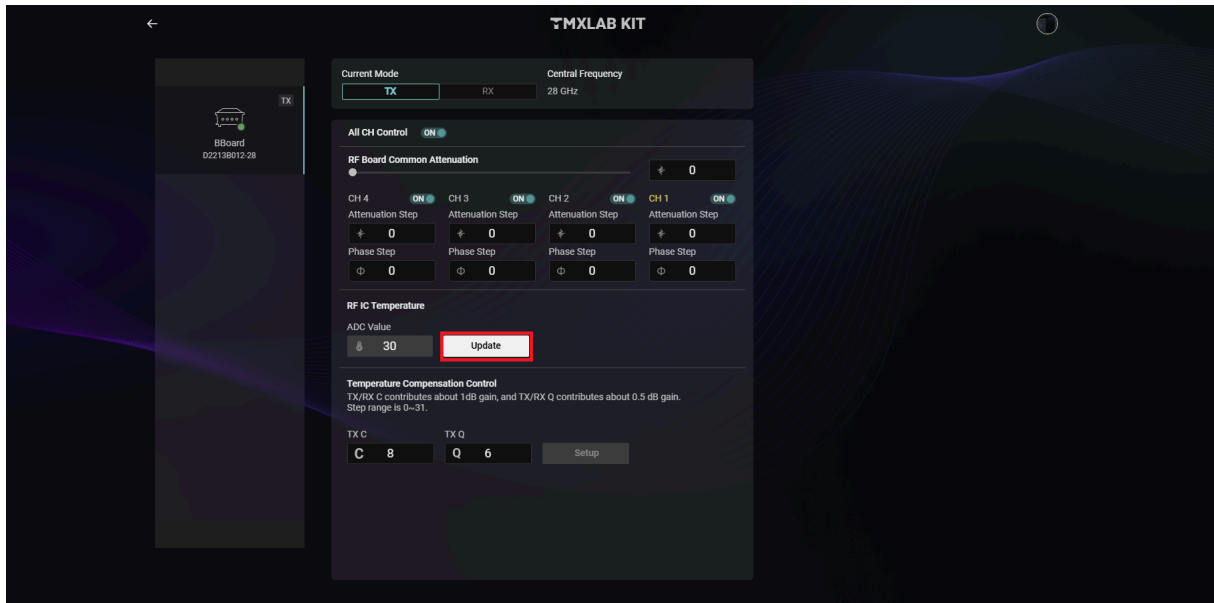 TMXLAB KIT
TX
BBoard
D2213B012-28
Current Mode
Central Frequency
TX RX 28 GHz
All CH Control ON
RF Board Common Attenuation
0
CH 4 ON CH 3 ON CH 2 ON CH 1 ON
Attenuation Step Attenuation Step Attenuation Step Attenuation Step
0 0 0 0
Phase Step Phase Step Phase Step Phase Step
Φ 0 Φ 0 Φ 0 Φ 0
RF IC Temperature
ADC Value
30 Update
Temperature Compensation Control
TX/RX C contributes about 1dB gain, and TX/RX Q contributes about 0.5 dB gain.
Step range is 0~31.
TX C TX Q
C 8 Q 6 Setup